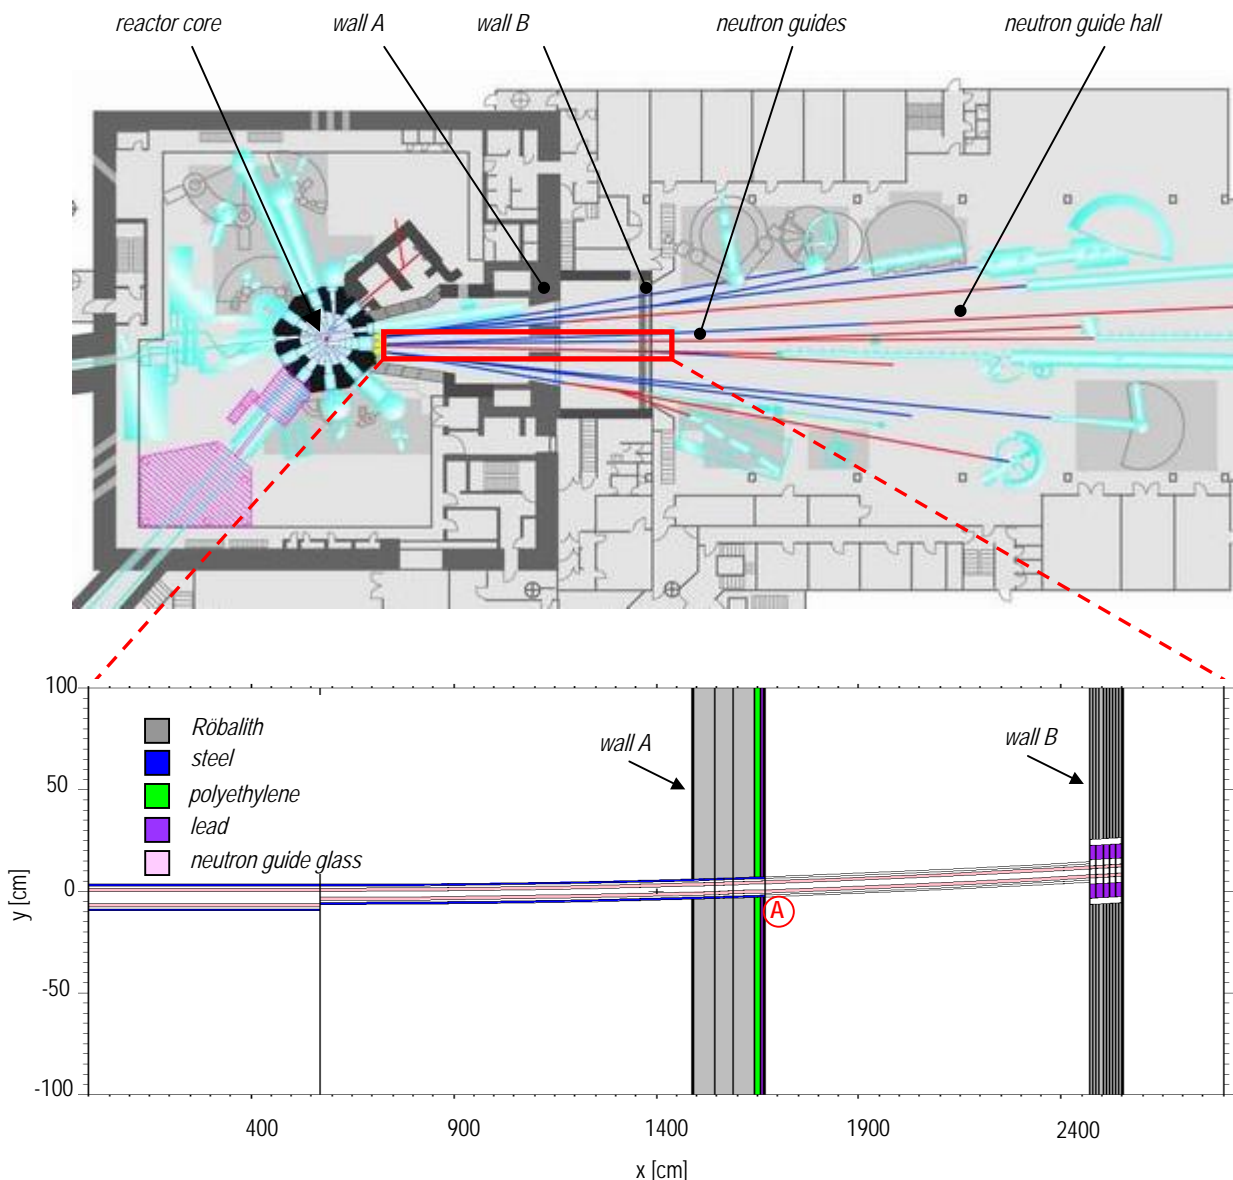 reactor core
wall A
wall B
neutron guides
neutron guide hall
100
50
0
-50
-100
y [cm]
Röbalith
steel
polyethylene
lead
neutron guide glass
wall A
wall B
A
400
900
1400
1900
2400
x [cm]